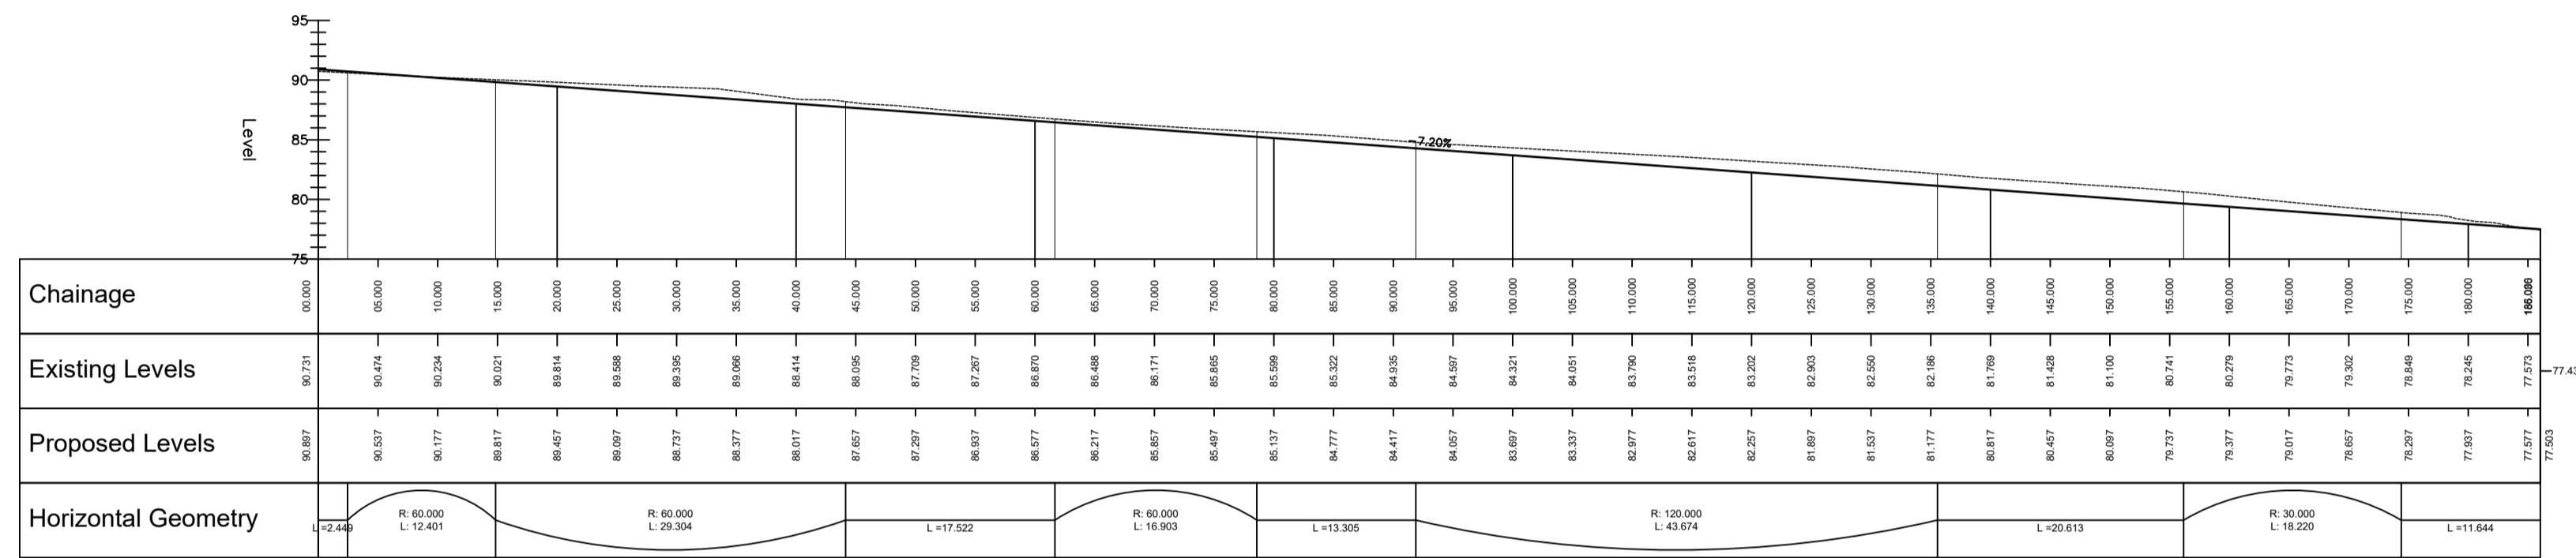 95
90
85
80
75
Level
-7.20%
Chainage
00.000 05.000 10.000 15.000 20.000 25.000 30.000 35.000 40.000 45.000 50.000 55.000 60.000 65.000 70.000 75.000 80.000 85.000 90.000 95.000 100.000 105.000 110.000 115.000 120.000 125.000 130.000 135.000 140.000 145.000 150.000 155.000 160.000 165.000 170.000 175.000 180.000
Existing Levels
90.731 90.474 90.234 90.021 89.814 89.588 89.395 89.066 88.414 88.095 87.709 87.267 86.870 86.488 86.171 85.865 85.599 85.322 84.935 84.597 84.321 84.051 83.790 83.518 83.202 82.903 82.550 82.186 81.769 81.428 81.100 80.741 80.279 79.773 79.302 78.849 78.245 77.573 77.43
Proposed Levels
90.897 90.537 90.177 89.817 89.457 89.097 88.737 88.377 88.017 87.657 87.297 86.937 86.577 86.217 85.857 85.497 85.137 84.777 84.417 84.057 83.697 83.337 82.977 82.617 82.257 81.897 81.537 81.177 80.817 80.457 80.097 79.737 79.377 79.017 78.657 78.297 77.937 77.577 77.503
Horizontal Geometry
L =2.449
R: 60.000
L: 12.401
R: 60.000
L: 29.304
L =17.522
R: 60.000
L: 16.903
L =13.305
R: 120.000
L: 43.674
L =20.613
R: 30.000
L: 18.220
L =11.644